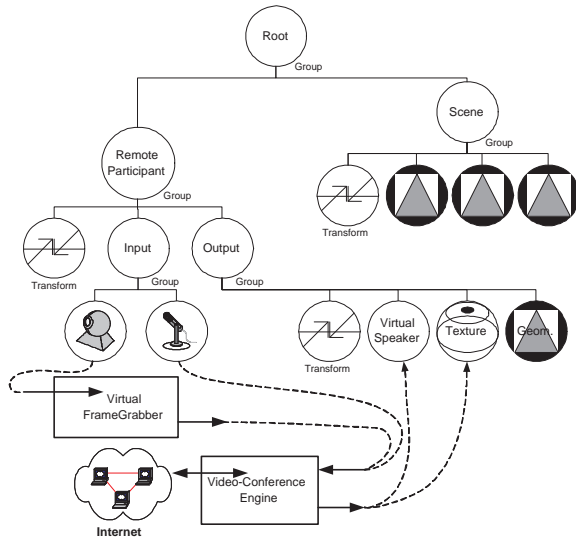 Root
Group
Scene
Group
Remote
Participant
Group
Transform
Input
Output
Transform
Group
Group
Transform
Virtual
Speaker
Texture
Geom.
Virtual
FrameGrabber
Video-Conference
Engine
Internet